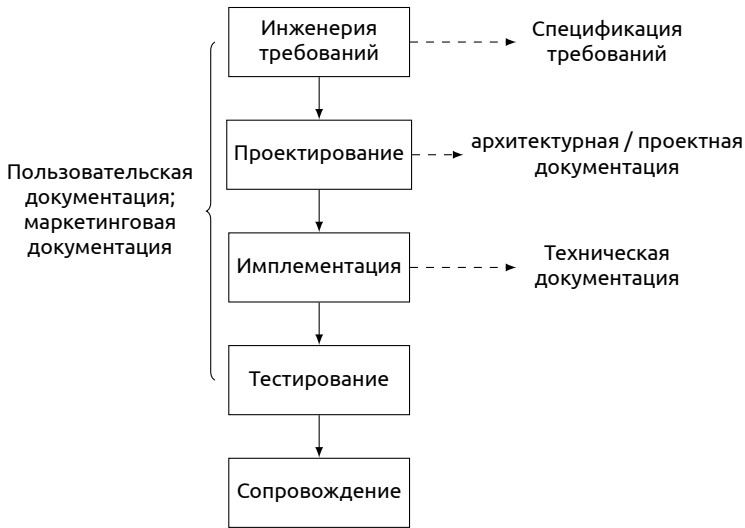 Инженерия
требований
Спецификация
требований
Проектирование
архитектурная / проектная
документация
Пользовательская
документация;
маркетинговая
документация
Имплементация
Техническая
документация
Тестирование
Сопровождение